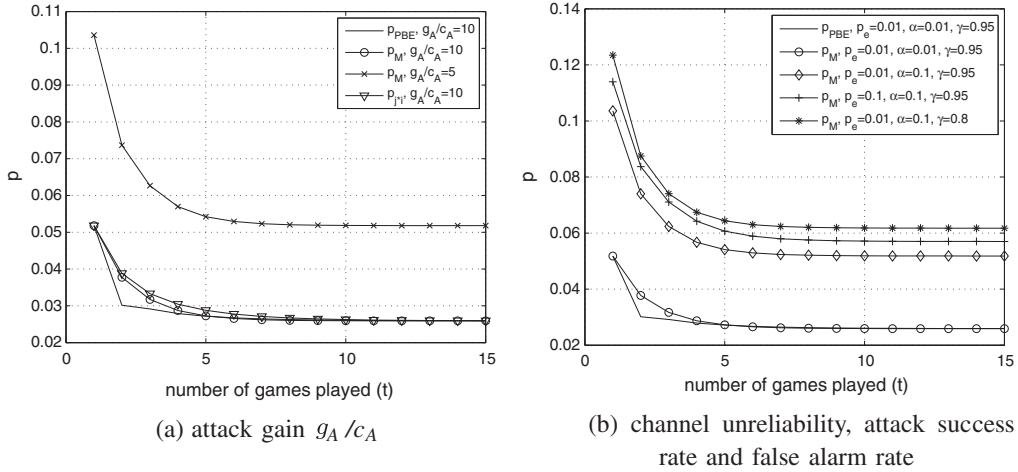 0.11
0.1
0.09
0.08
0.07
0.06
0.05
0.04
0.03
0.02
p
0
5
10
15
number of games played (t)
p_PBE, g_A/c_A=10
p_M, g_A/c_A=10
p_M, g_A/c_A=5
p_j*i, g_A/c_A=10
(a) attack gain g_A/c_A
0.14
0.12
0.1
0.08
0.06
0.04
0.02
p
0
5
10
15
number of games played (t)
p_PBE, p_e=0.01, α=0.01, γ=0.95
p_M, p_e=0.01, α=0.01, γ=0.95
p_M, p_e=0.01, α=0.1, γ=0.95
p_M, p_e=0.1, α=0.1, γ=0.95
p_M, p_e=0.01, α=0.1, γ=0.8
(b) channel unreliability, attack success
rate and false alarm rate